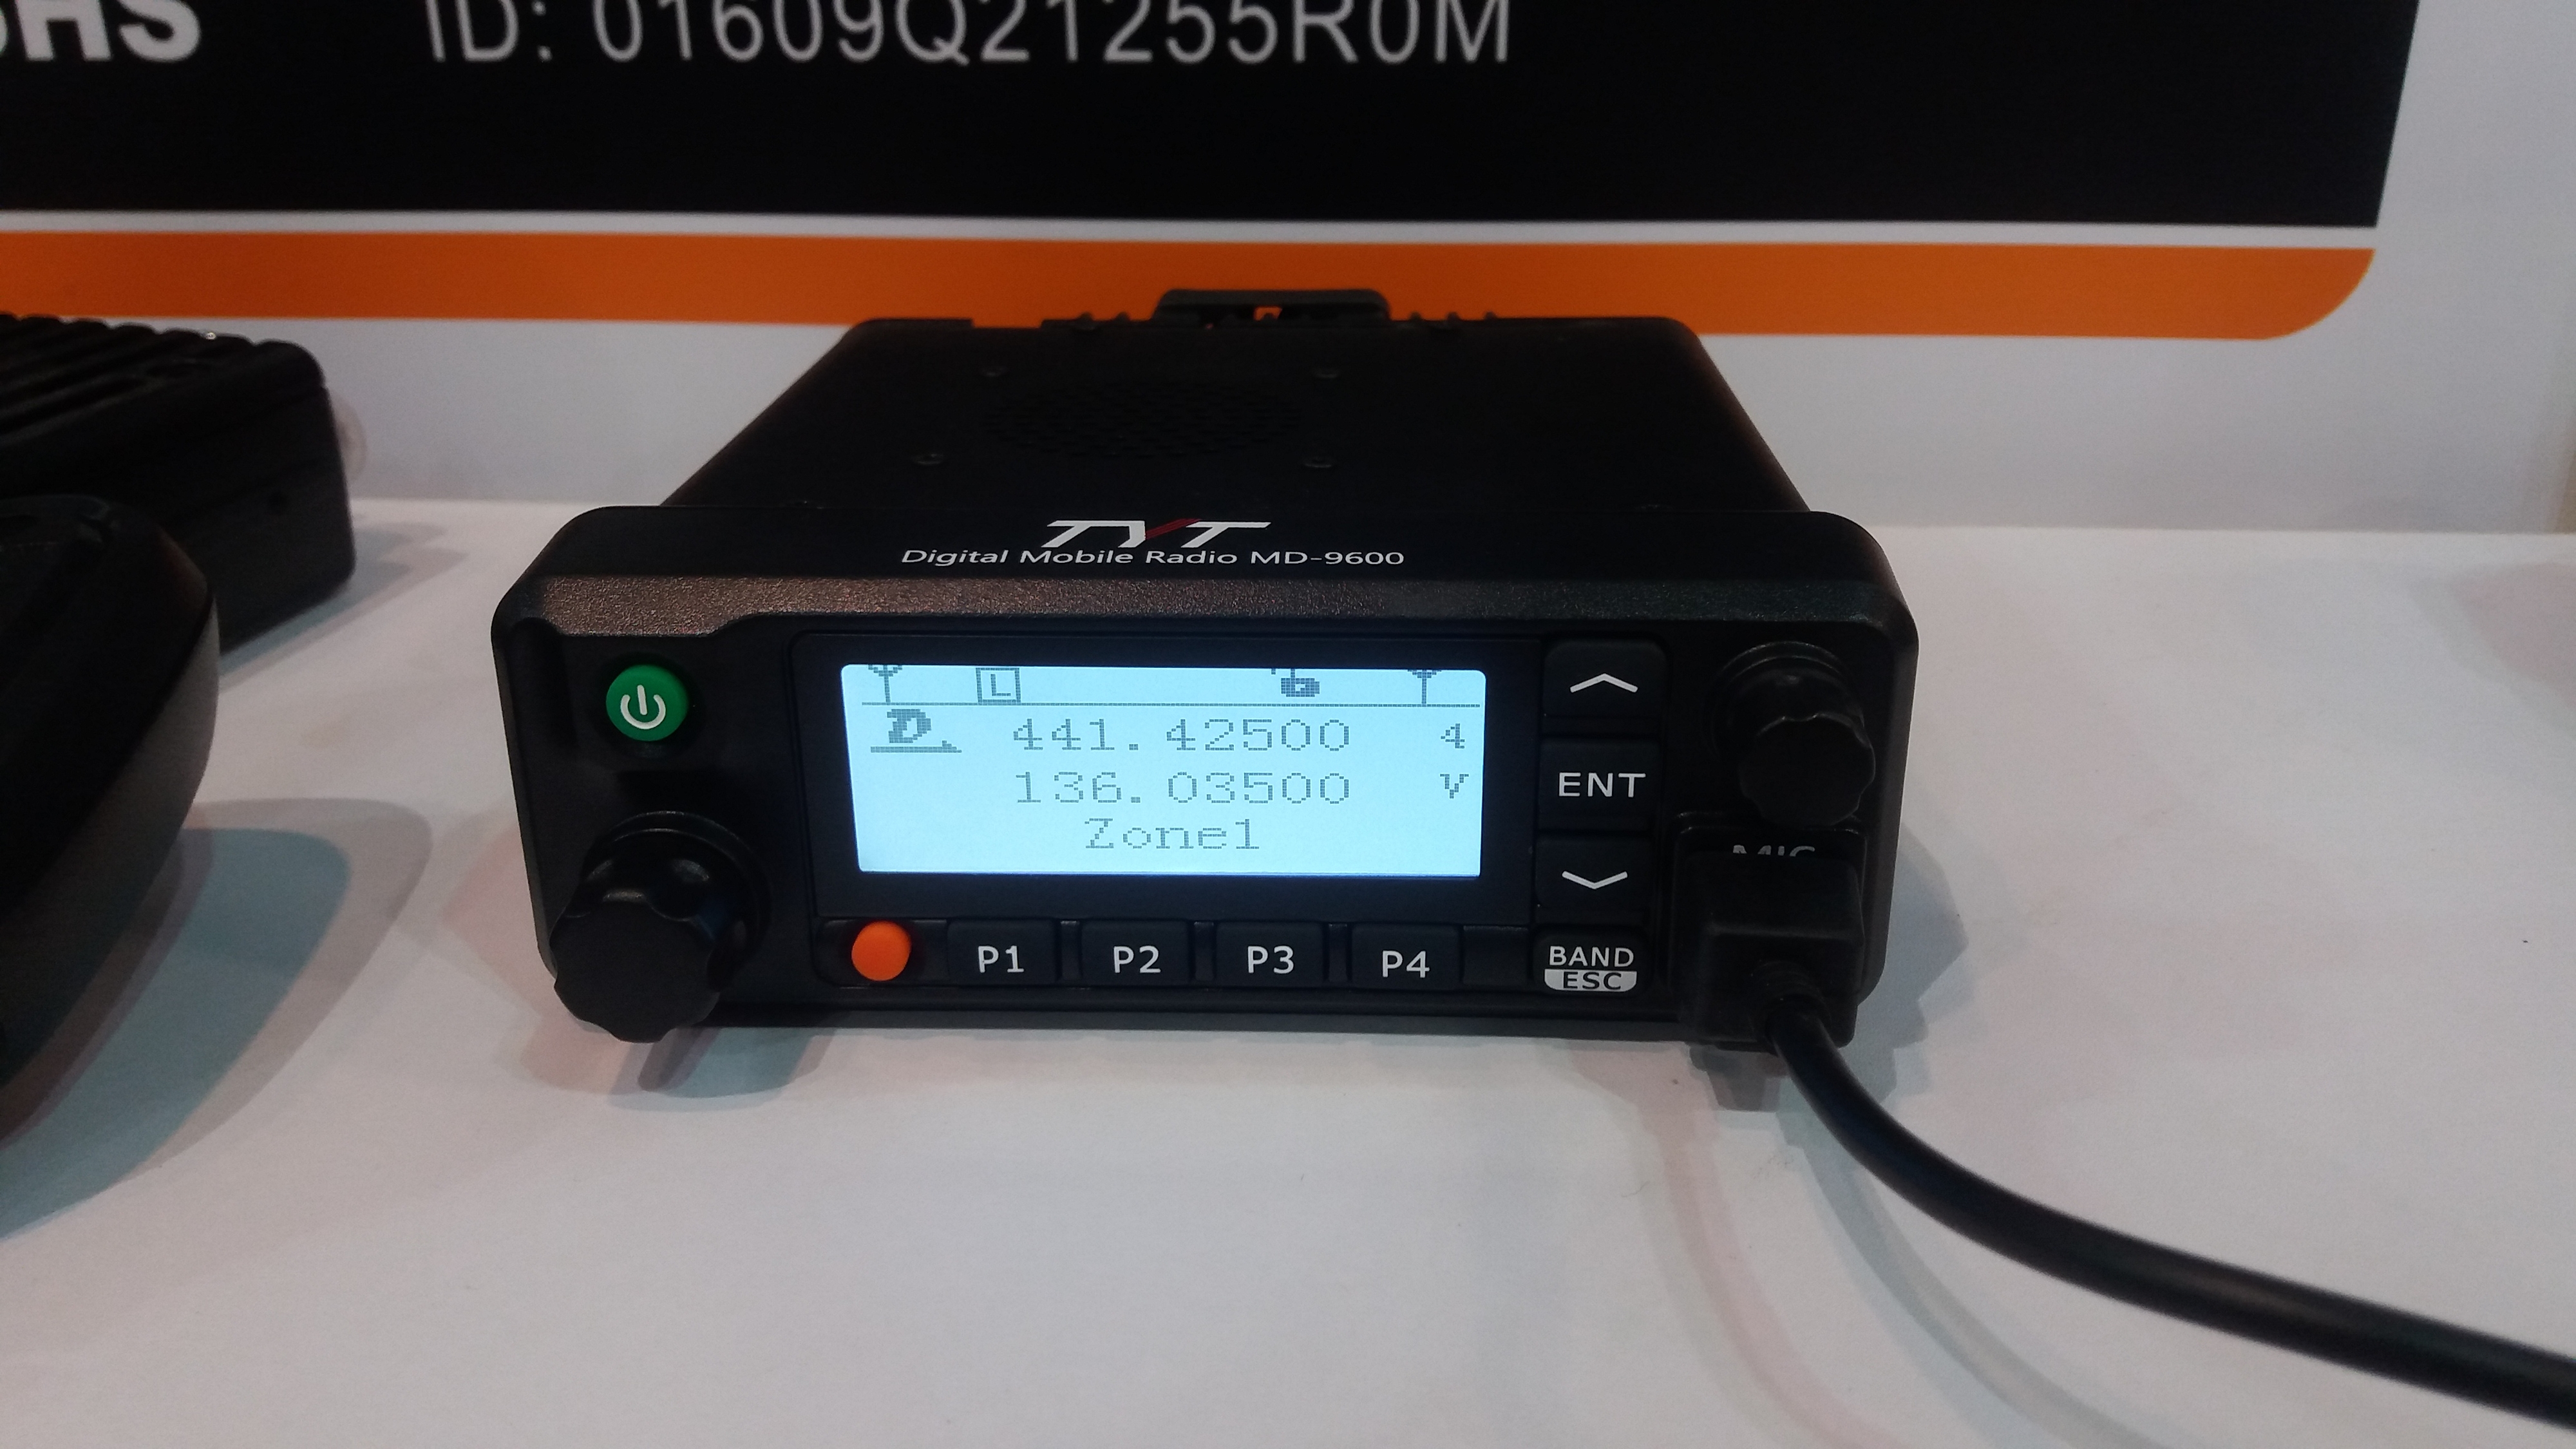 ID: 01609Q21255R0M
TYT
Digital Mobile Radio MD-9600
L
D 441.42500 4
136.03500 V
Zone1
ENT
MIC
P1 P2 P3 P4
BAND
ESC